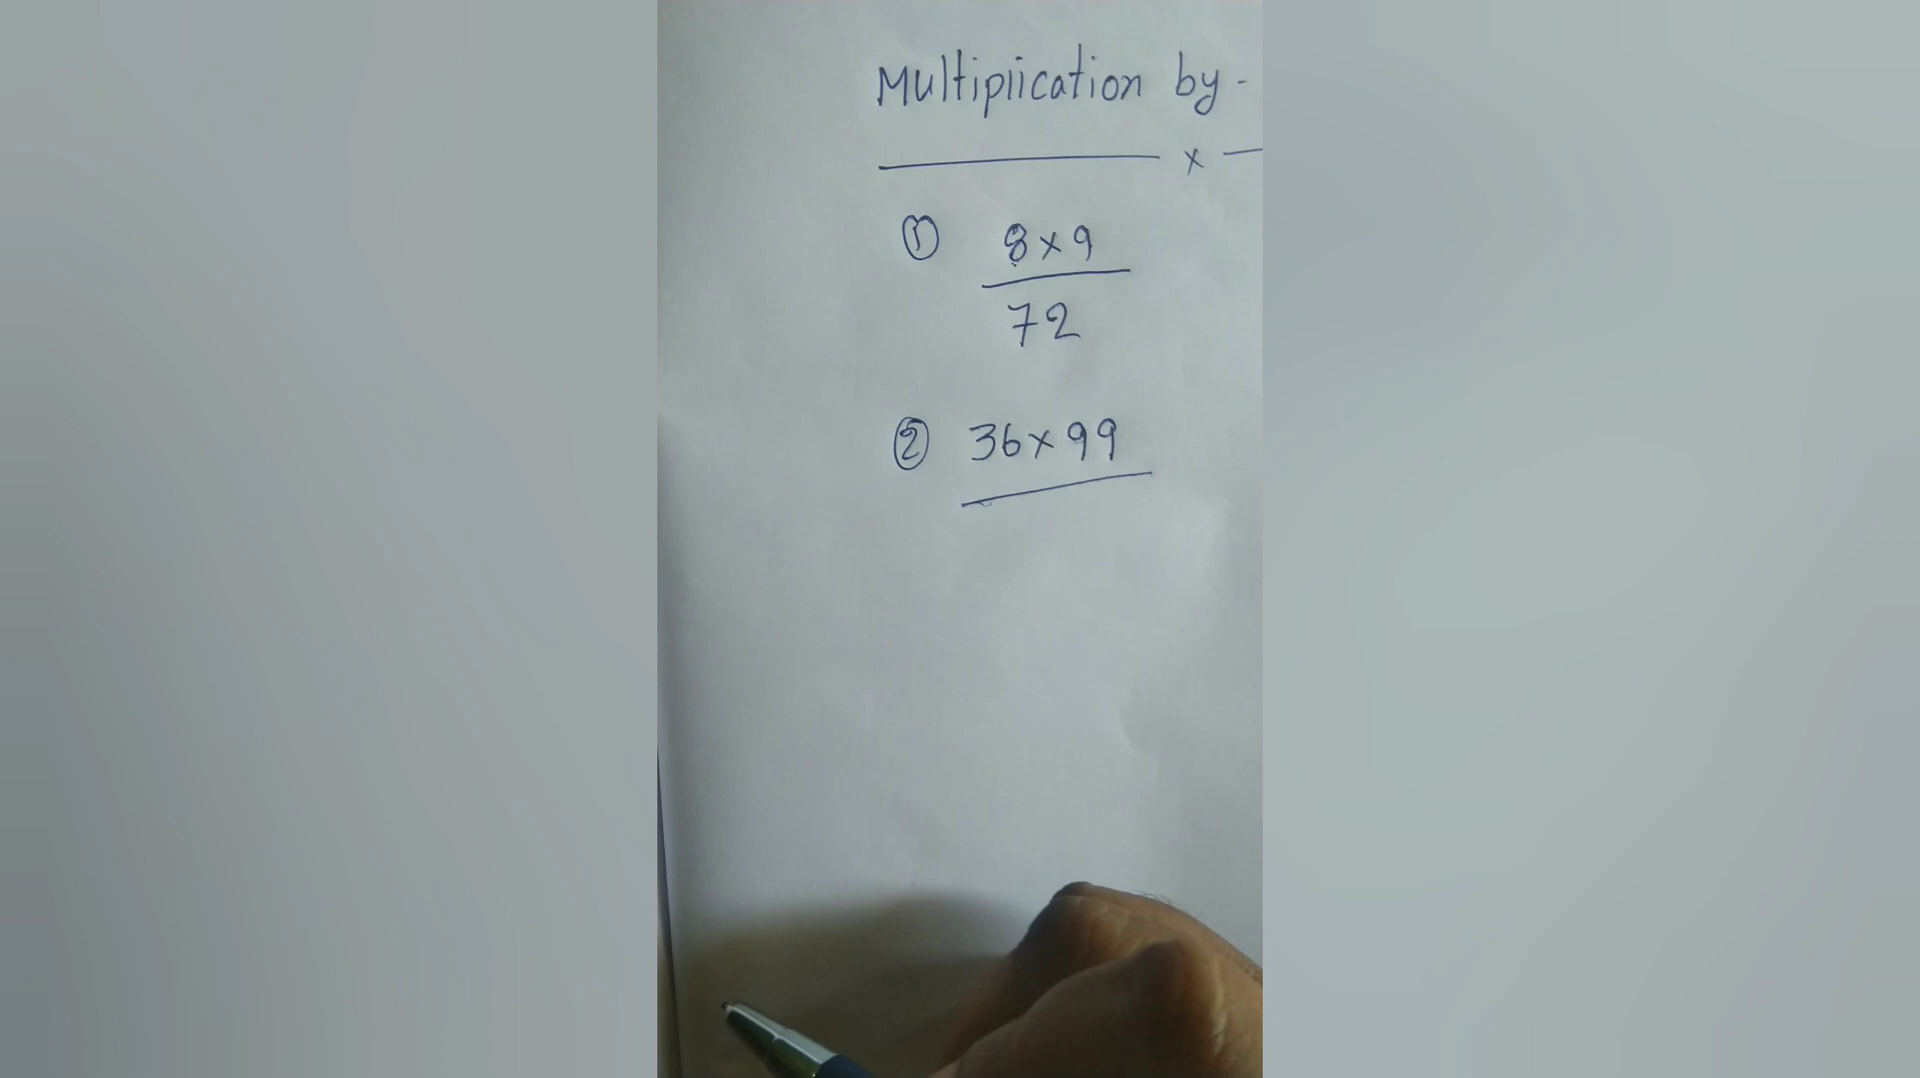 Multipiication by -
x
① 8 x 9
72
② 36 x 99